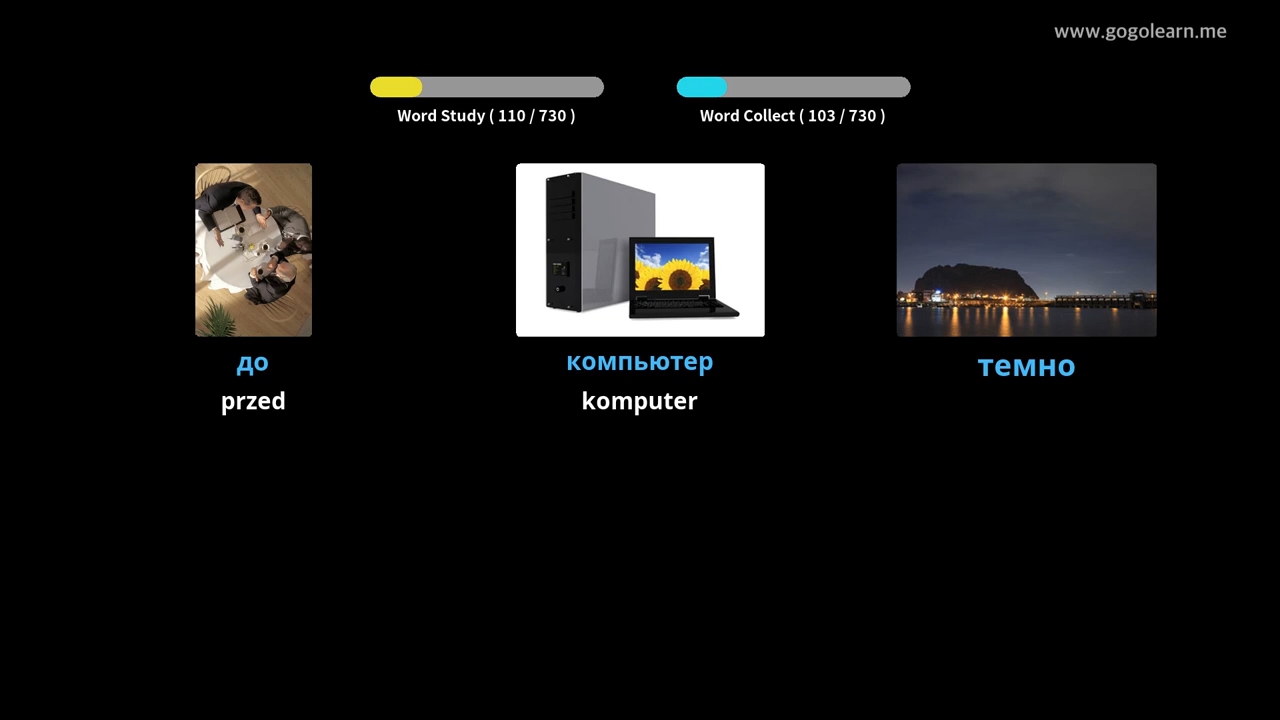 www.gogolearn.me
Word Study ( 110 / 730 )
Word Collect ( 103 / 730 )
до
компьютер
темно
przed
komputer